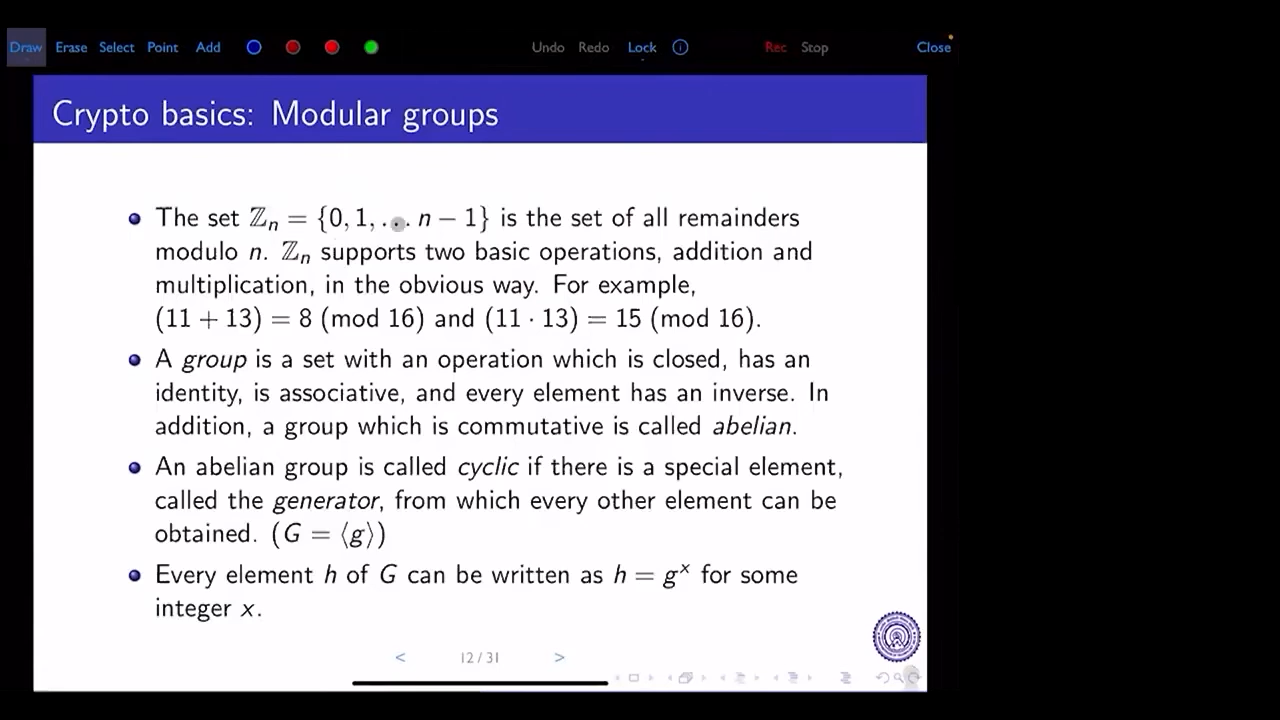 Draw Erase Select Point Add Undo Redo Lock Rec Stop Close
Crypto basics: Modular groups
The set ℤₙ = {0, 1, ... n − 1} is the set of all remainders
modulo n. ℤₙ supports two basic operations, addition and
multiplication, in the obvious way. For example,
(11 + 13) = 8 (mod 16) and (11 · 13) = 15 (mod 16).
A group is a set with an operation which is closed, has an
identity, is associative, and every element has an inverse. In
addition, a group which is commutative is called abelian.
An abelian group is called cyclic if there is a special element,
called the generator, from which every other element can be
obtained. (G = ⟨g⟩)
Every element h of G can be written as h = gˣ for some
integer x.
< 12 / 31 >